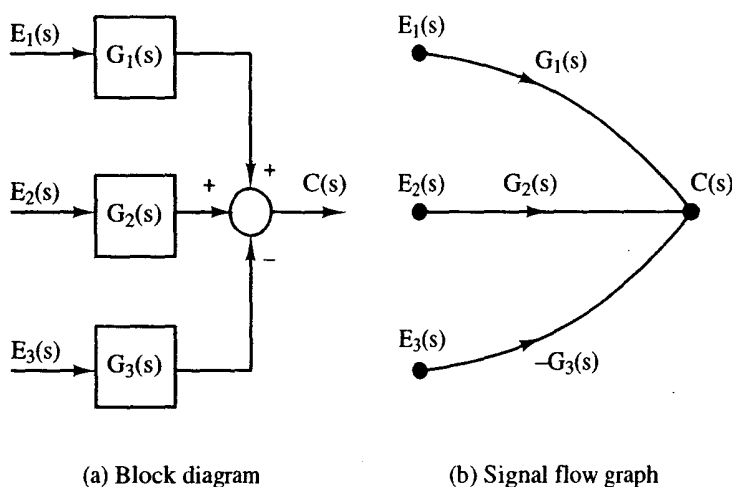 E₁(s)
G₁(s)
+
E₂(s)
G₂(s)
+
C(s)
−
E₃(s)
G₃(s)
(a) Block diagram
E₁(s)
G₁(s)
E₂(s)
G₂(s)
C(s)
E₃(s)
–G₃(s)
(b) Signal flow graph